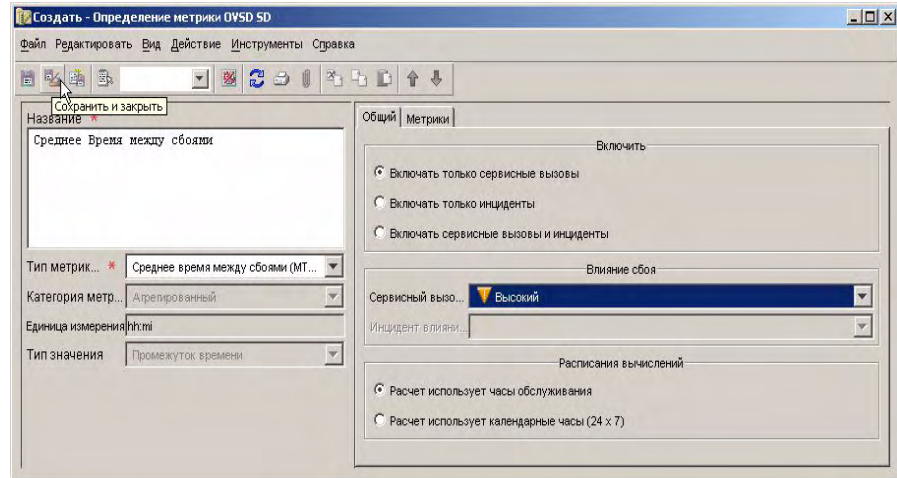 Создать - Определение метрики OVSD SD
Файл Редактировать Вид Действие Инструменты Справка
Сохранить и закрыть
Название *
Среднее Время между сбоями
Тип метрик... * Среднее время между сбоями (МТ...
Категория метр... Агрегированный
Единица измерения hh:mi
Тип значения Промежуток времени
Общий Метрики
Включить
Включать только сервисные вызовы
Включать только инциденты
Включать сервисные вызовы и инциденты
Влияние сбоя
Сервисный вызо... Высокий
Инцидент влияни...
Расписания вычислений
Расчет использует часы обслуживания
Расчет использует календарные часы (24 x 7)